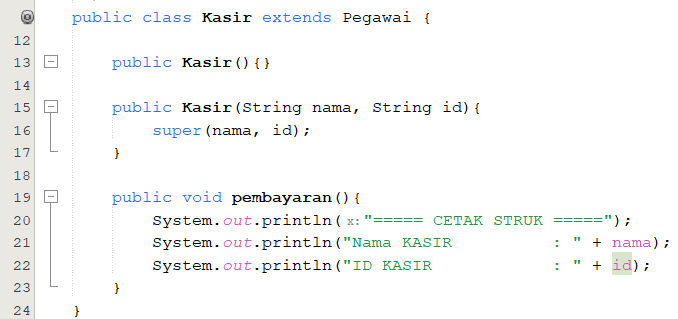 public class Kasir extends Pegawai {
12
13 public Kasir(){}
14
15 public Kasir(String nama, String id){
16 super(nama, id);
17 }
18
19 public void pembayaran(){
20 System.out.println(x:"===== CETAK STRUK =====");
21 System.out.println("Nama KASIR          : " + nama);
22 System.out.println("ID KASIR            : " + id);
23 }
24 }